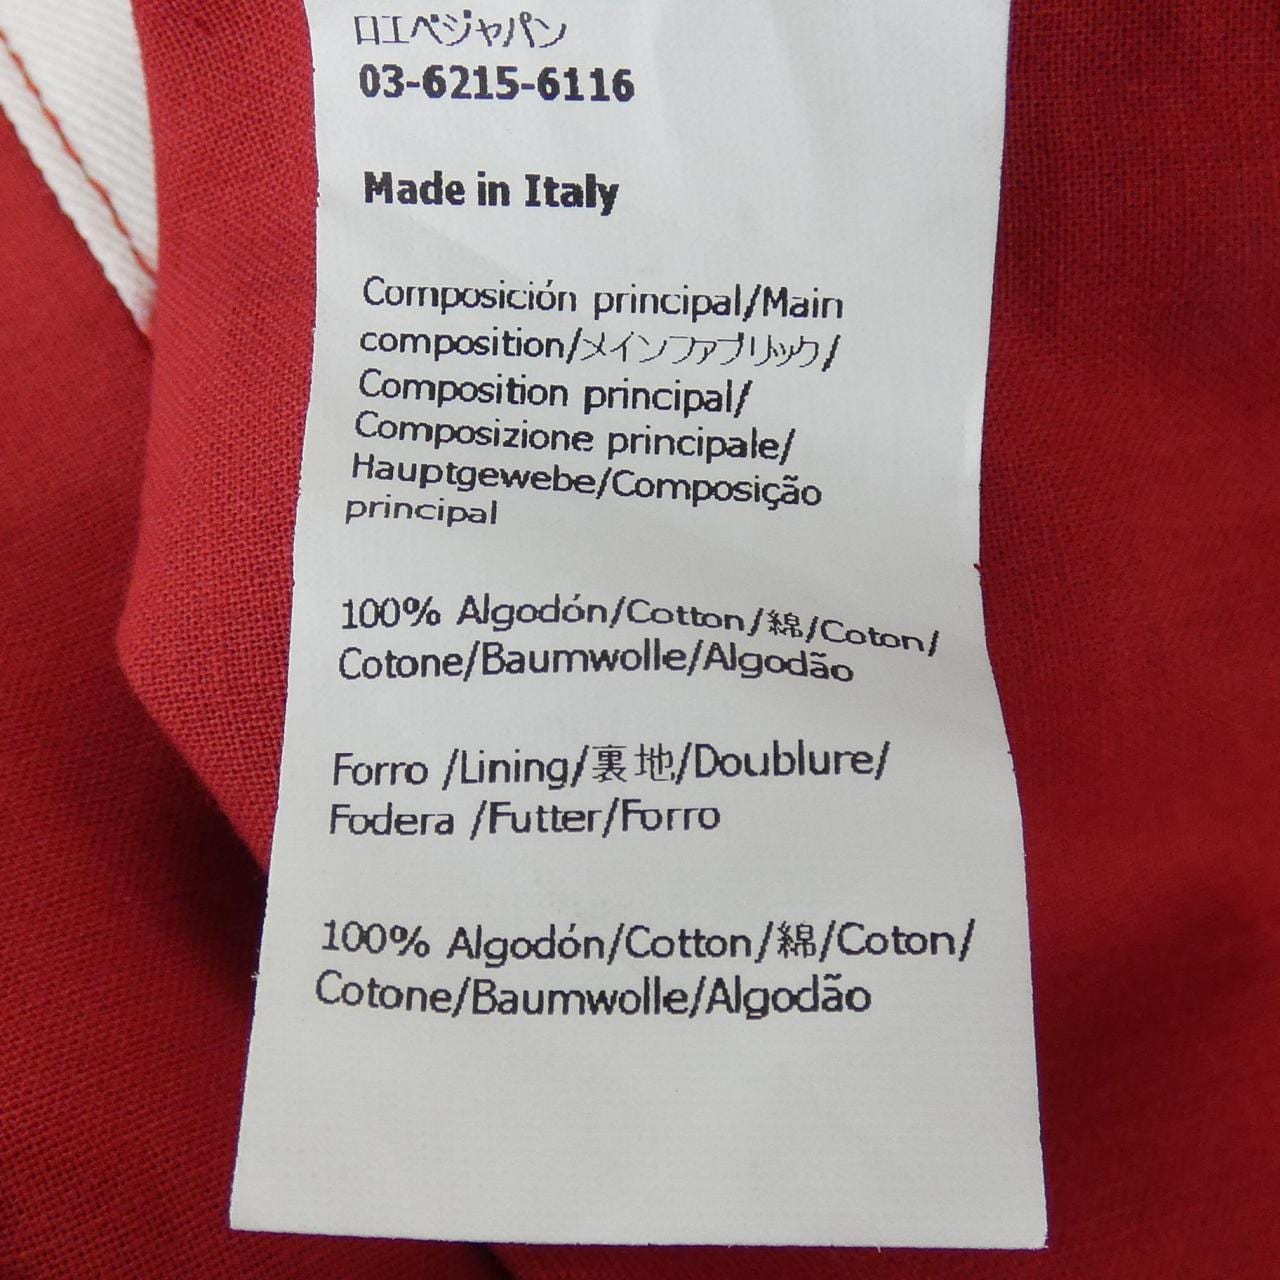 ロエベジャパン
03-6215-6116
Made in Italy
Composición principal/Main
composition/メインファブリック/
Composition principal/
Composizione principale/
Hauptgewebe/Composição
principal
100% Algodón/Cotton/綿/Coton/
Cotone/Baumwolle/Algodão
Forro /Lining/裏地/Doublure/
Fodera /Futter/Forro
100% Algodón/Cotton/綿/Coton/
Cotone/Baumwolle/Algodão